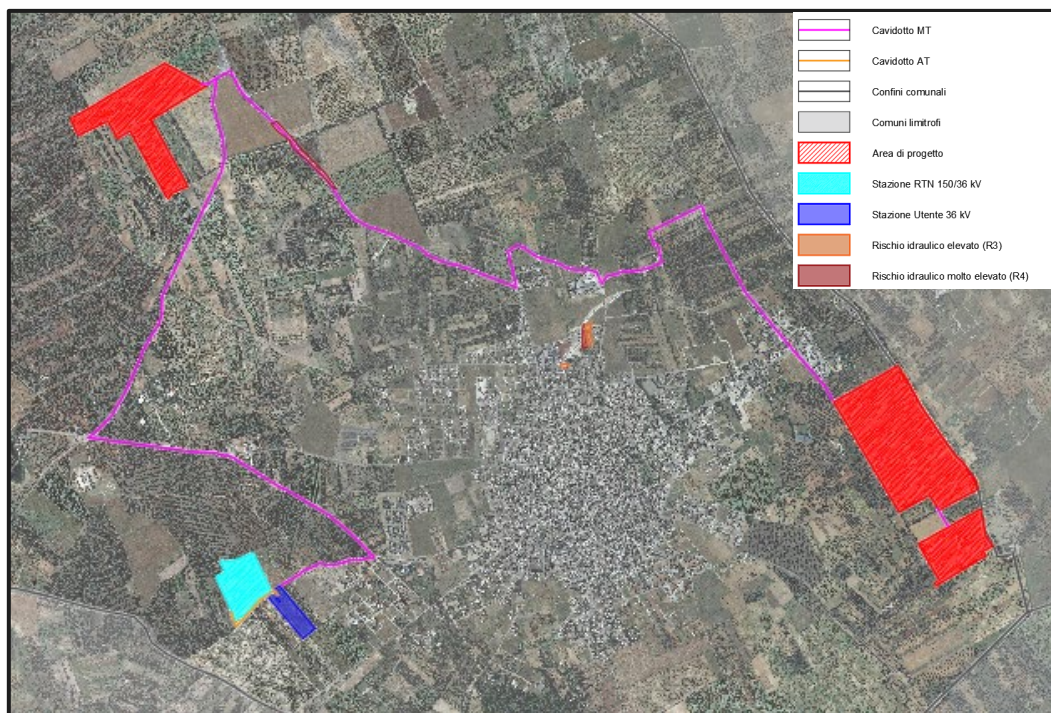 Cavidotto MT
Cavidotto AT
Confini comunali
Comuni limitrofi
Area di progetto
Stazione RTN 150/36 kV
Stazione Utente 36 kV
Rischio idraulico elevato (R3)
Rischio idraulico molto elevato (R4)